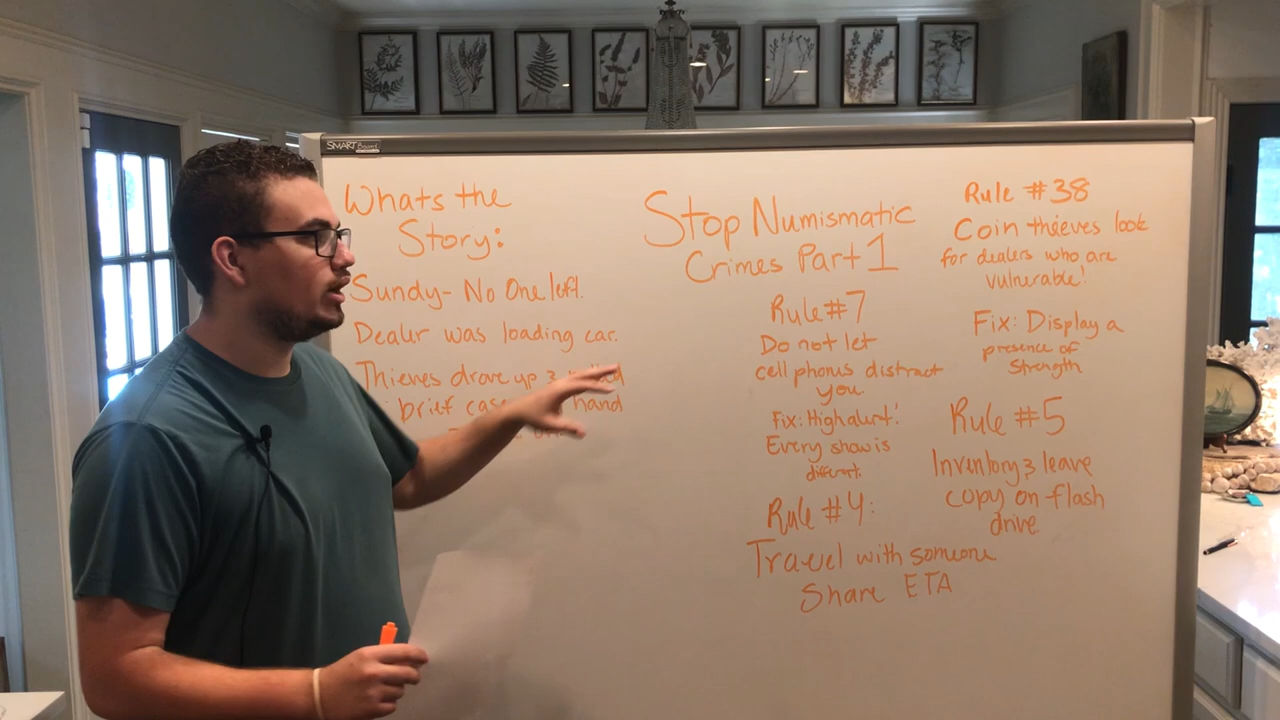 SMART Board
Whats the
Story:
Sundy- No One left.
Dealer was loading car.
Thieves drove up &
brief case hand
Stop Numismatic
Crimes Part 1
Rule #7
Do not let
cell phones distract
you
Fix: High alert!
Every show is
different.
Rule #4:
Travel with someone
Share ETA
Rule #38
Coin thieves look
for dealers who are
vulnerable!
Fix: Display a
presence of
strength
Rule #5
Inventory & leave
copy on flash
drive.